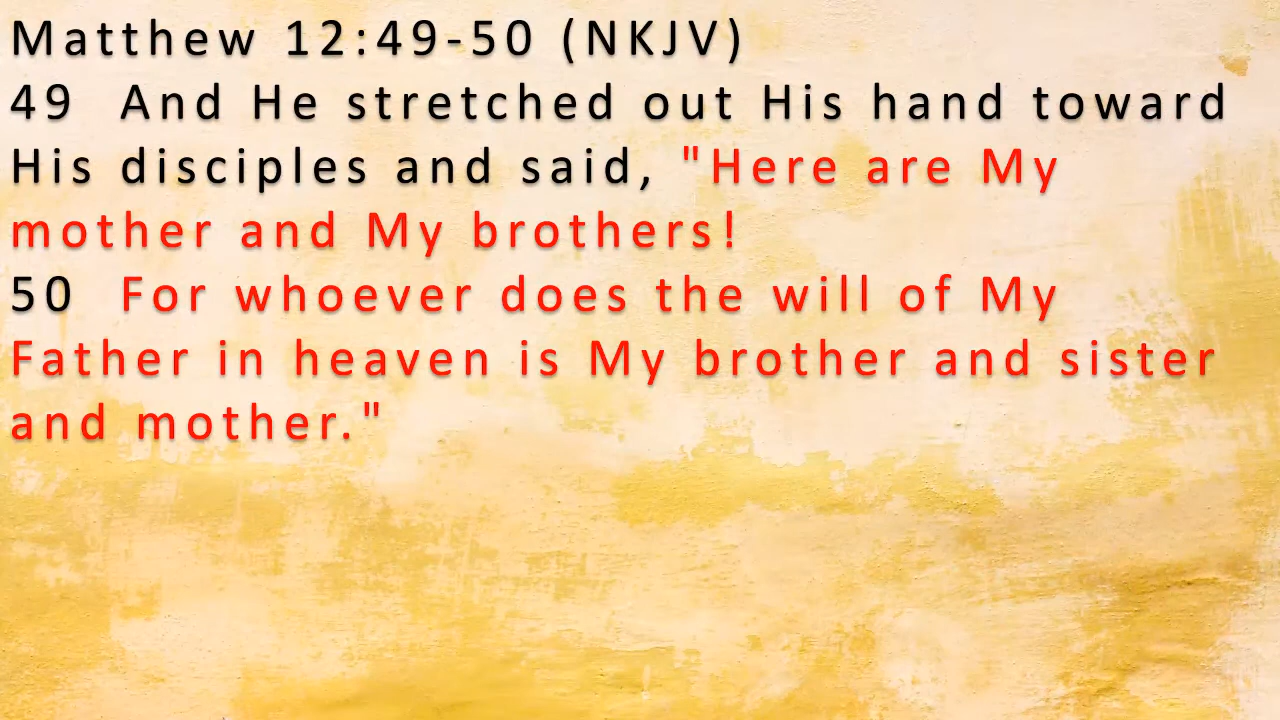 Matthew 12:49-50 (NKJV)
49 And He stretched out His hand toward
His disciples and said, "Here are My
mother and My brothers!
50 For whoever does the will of My
Father in heaven is My brother and sister
and mother."